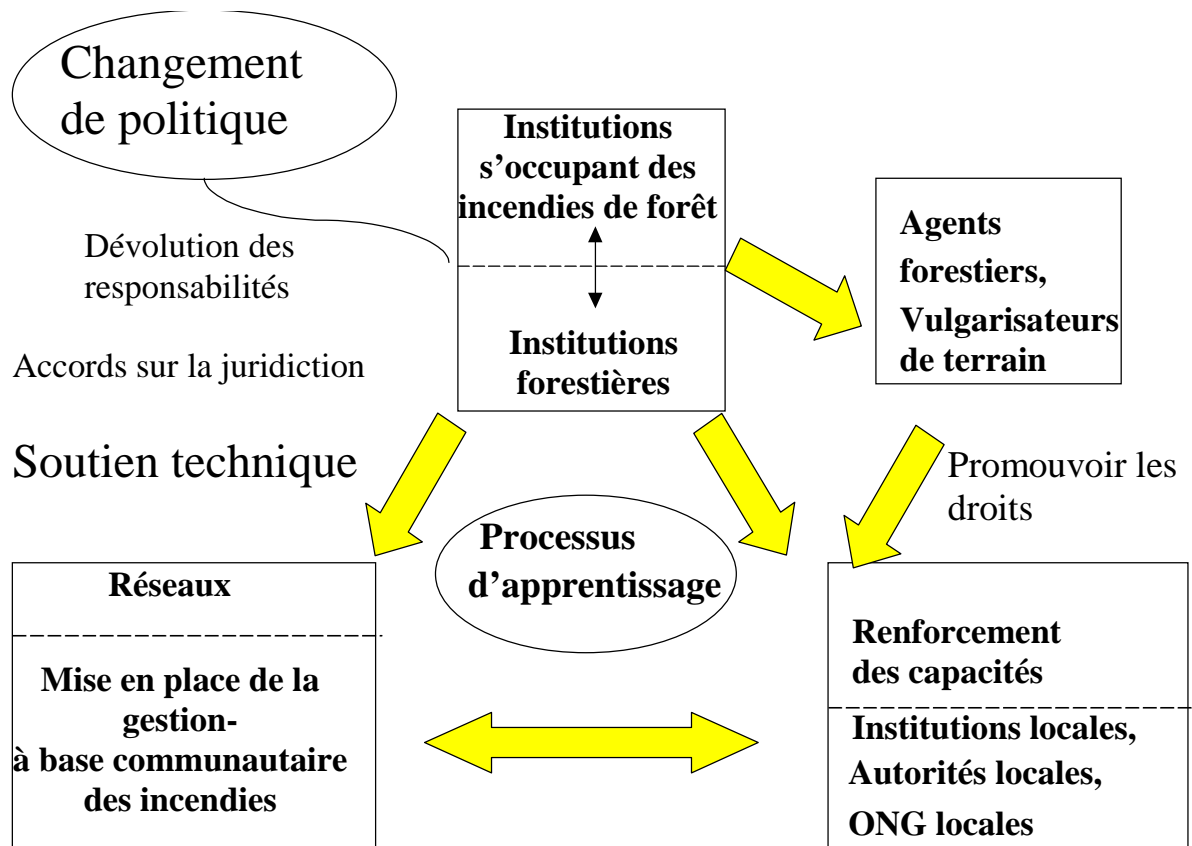 Changement
de politique
Institutions
s'occupant des
incendies de forêt
Institutions
forestières
Agents
forestiers,
Vulgarisateurs
de terrain
Dévolution des
responsabilités
Accords sur la juridiction
Soutien technique
Promouvoir les
droits
Processus
d'apprentissage
Réseaux
Mise en place de la
gestion-
à base communautaire
des incendies
Renforcement
des capacités
Institutions locales,
Autorités locales,
ONG locales